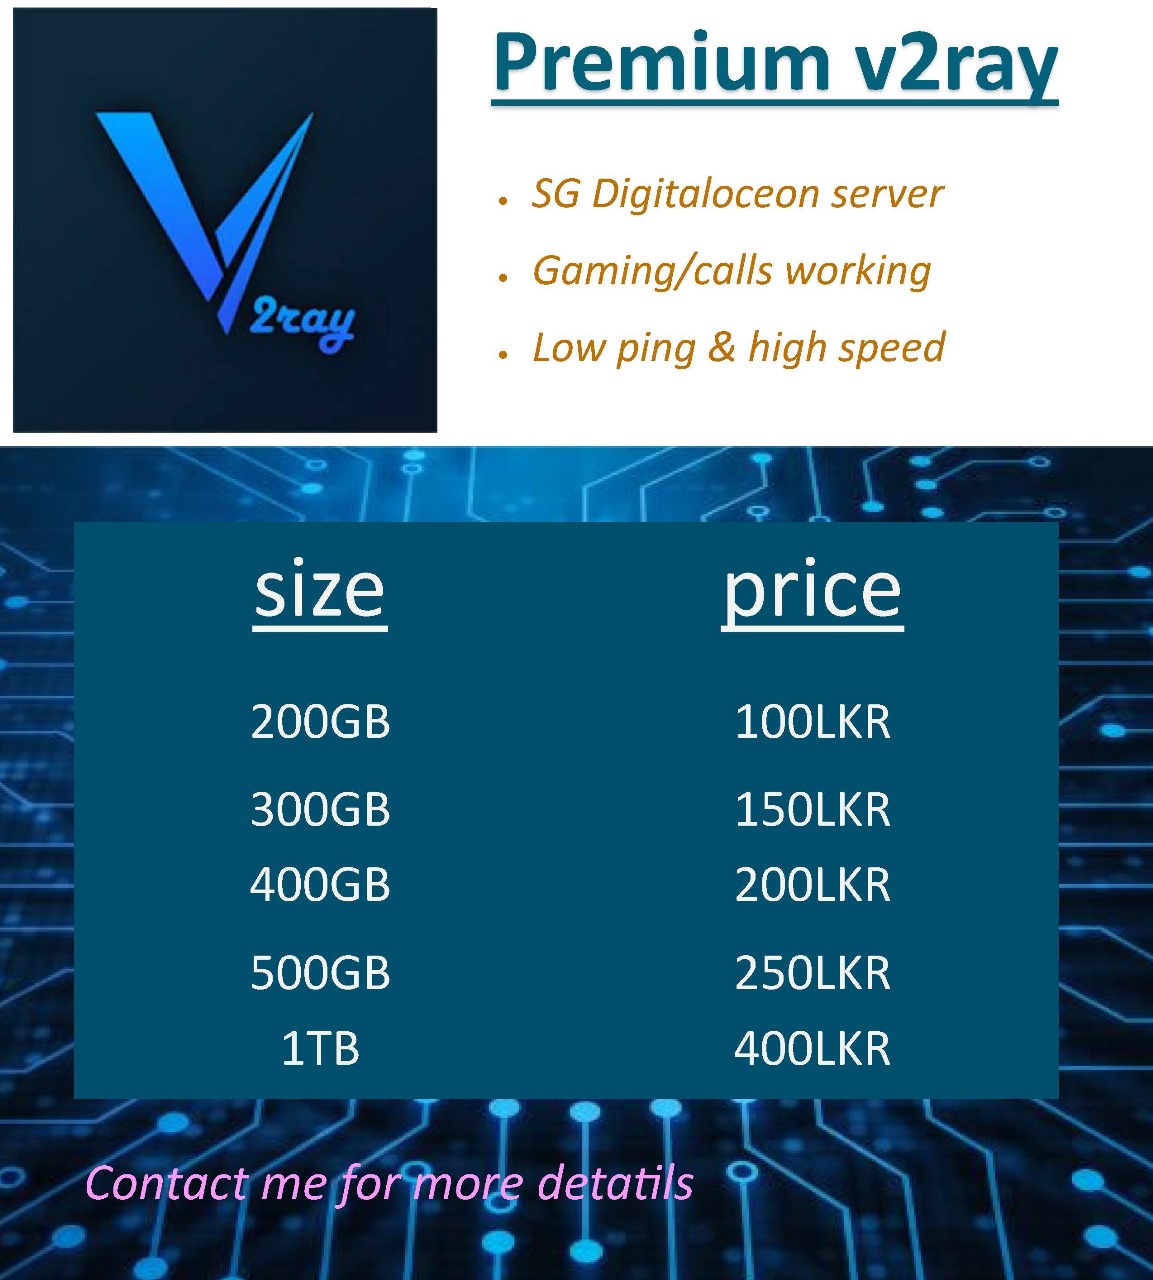 2ray
Premium v2ray
• SG Digitaloceon server
• Gaming/calls working
• Low ping & high speed
size price
200GB 100LKR
300GB 150LKR
400GB 200LKR
500GB 250LKR
1TB 400LKR
Contact me for more detatils